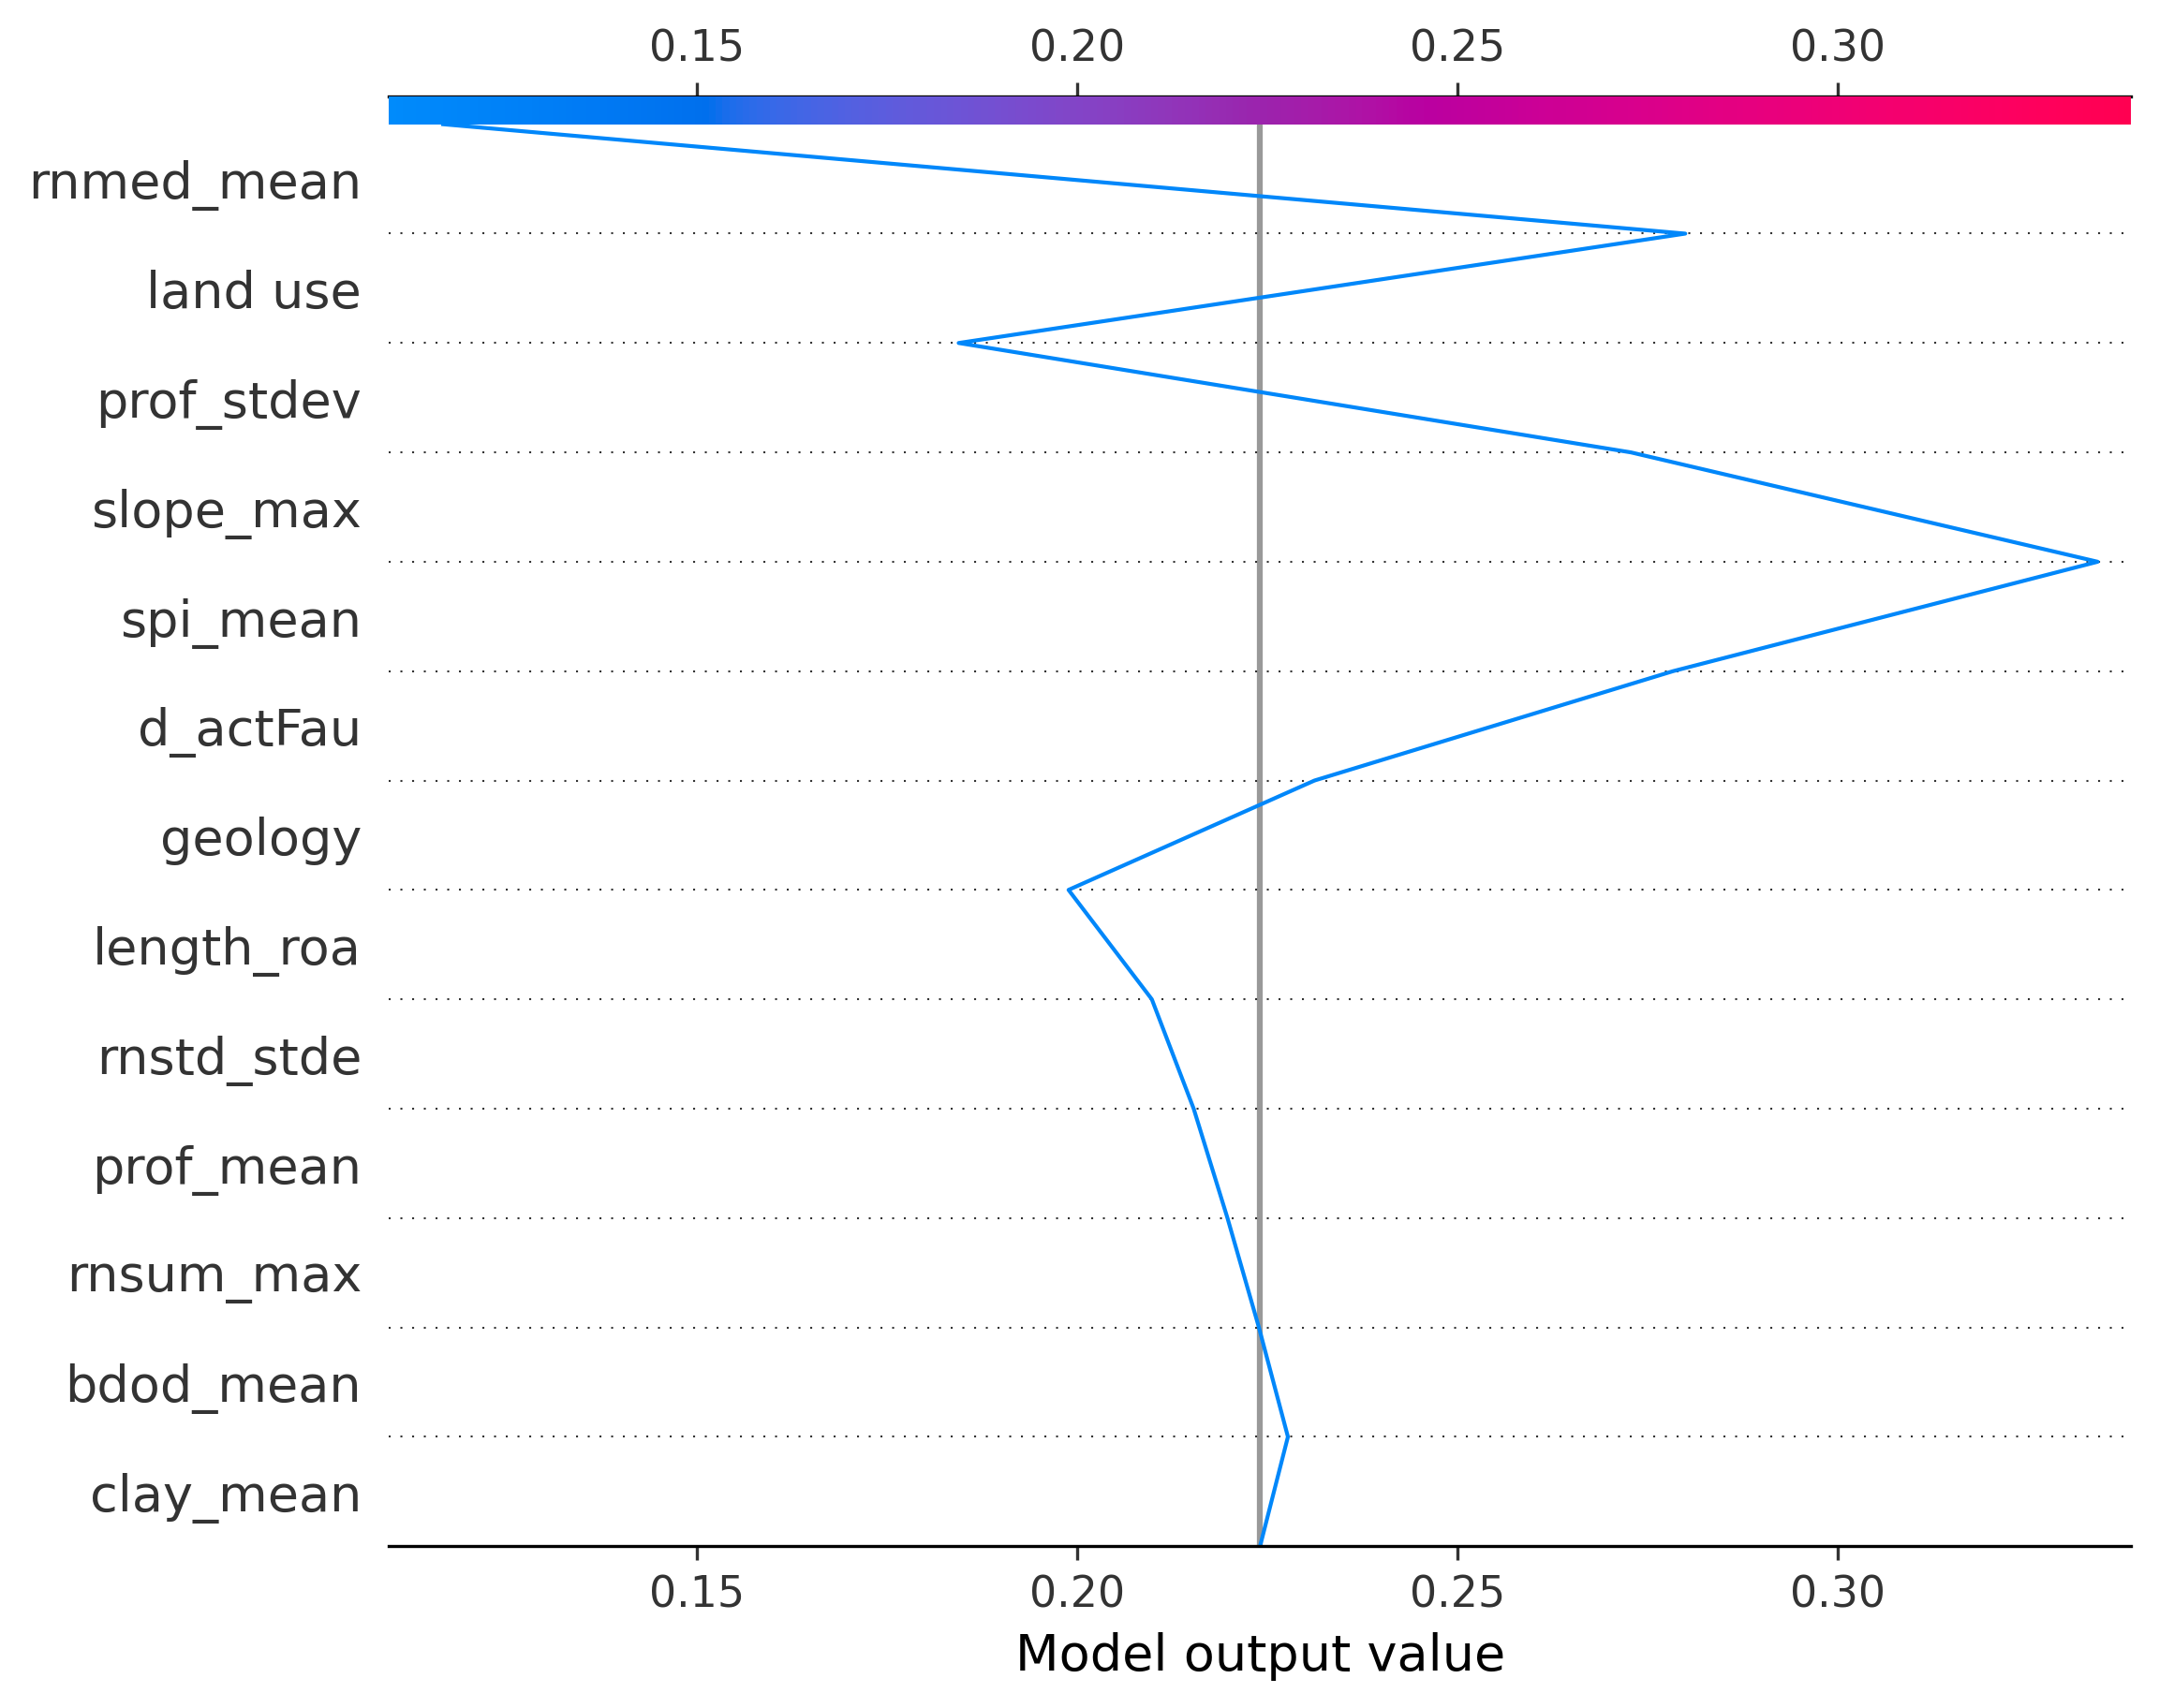 0.15 0.20 0.25 0.30
rnmed_mean
land use
prof_stdev
slope_max
spi_mean
d_actFau
geology
length_roa
rnstd_stde
prof_mean
rnsum_max
bdod_mean
clay_mean
0.15 0.20 0.25 0.30
Model output value